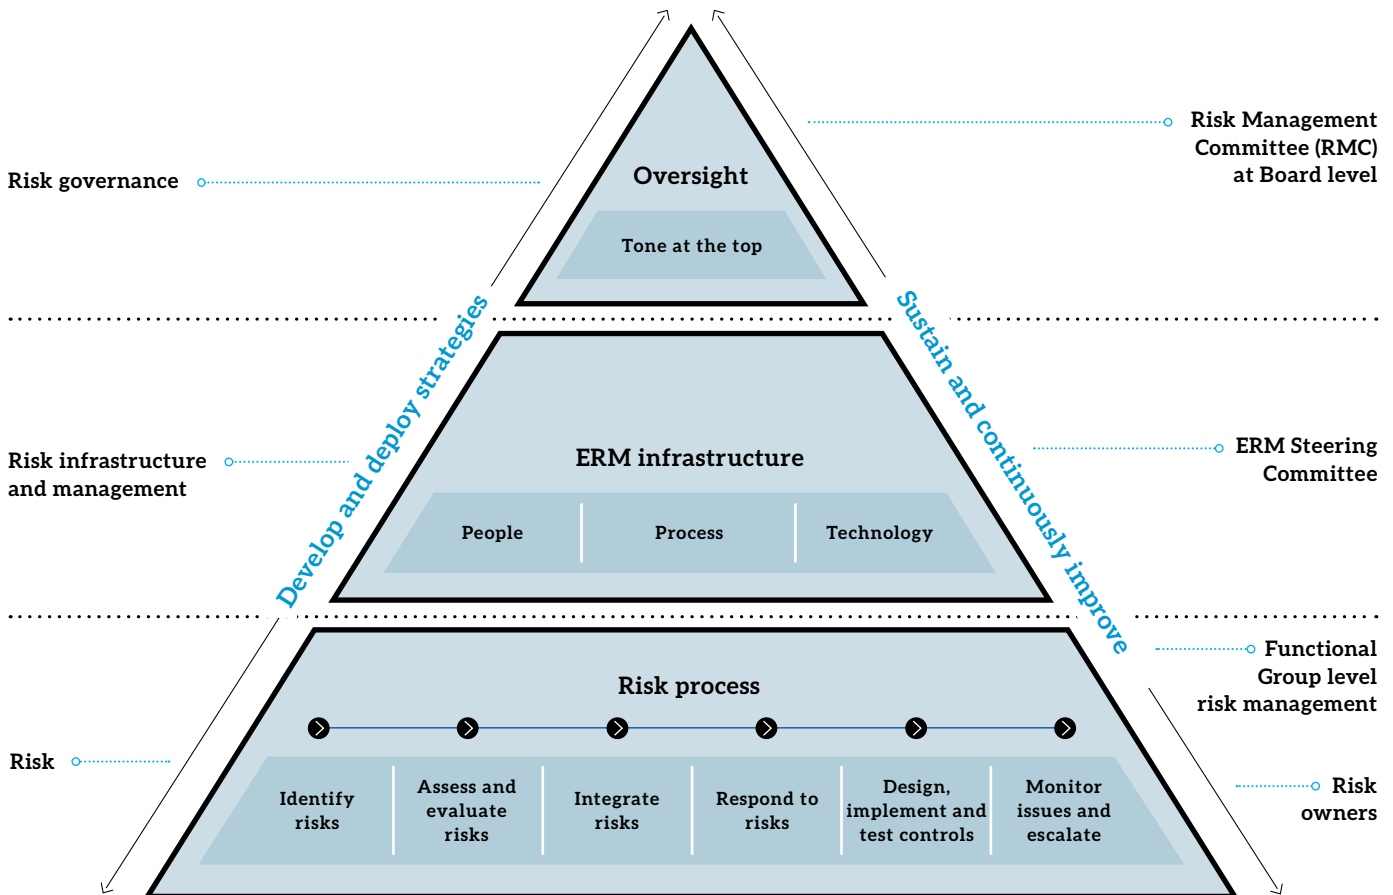 Risk Management
Committee (RMC)
at Board level
Risk governance
Oversight
Tone at the top
Develop and deploy strategies
Sustain and continuously improve
Risk infrastructure
and management
ERM infrastructure
ERM Steering
Committee
People
Process
Technology
Functional
Group level
risk management
Risk process
Risk
Identify
risks
Assess and
evaluate
risks
Integrate
risks
Respond to
risks
Design,
implement and
test controls
Monitor
issues and
escalate
Risk
owners